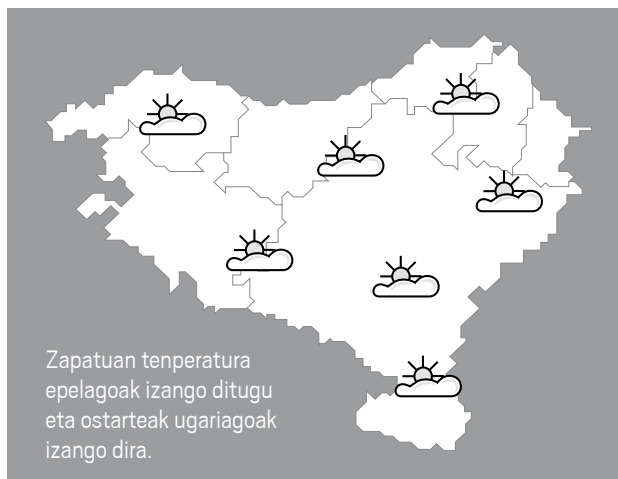 Zapatuan tenperatura
epelagoak izango ditugu
eta ostarteak ugariagoak
izango dira.